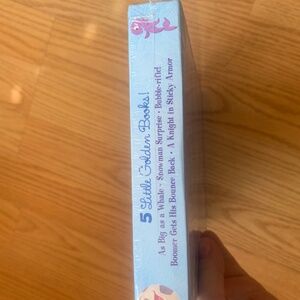 5 Little Golden Books!
As Big as a Whale • Snowman Surprise • Bubble-rific!
Boomer Gets His Bounce Back • A Knight in Sticky Armor